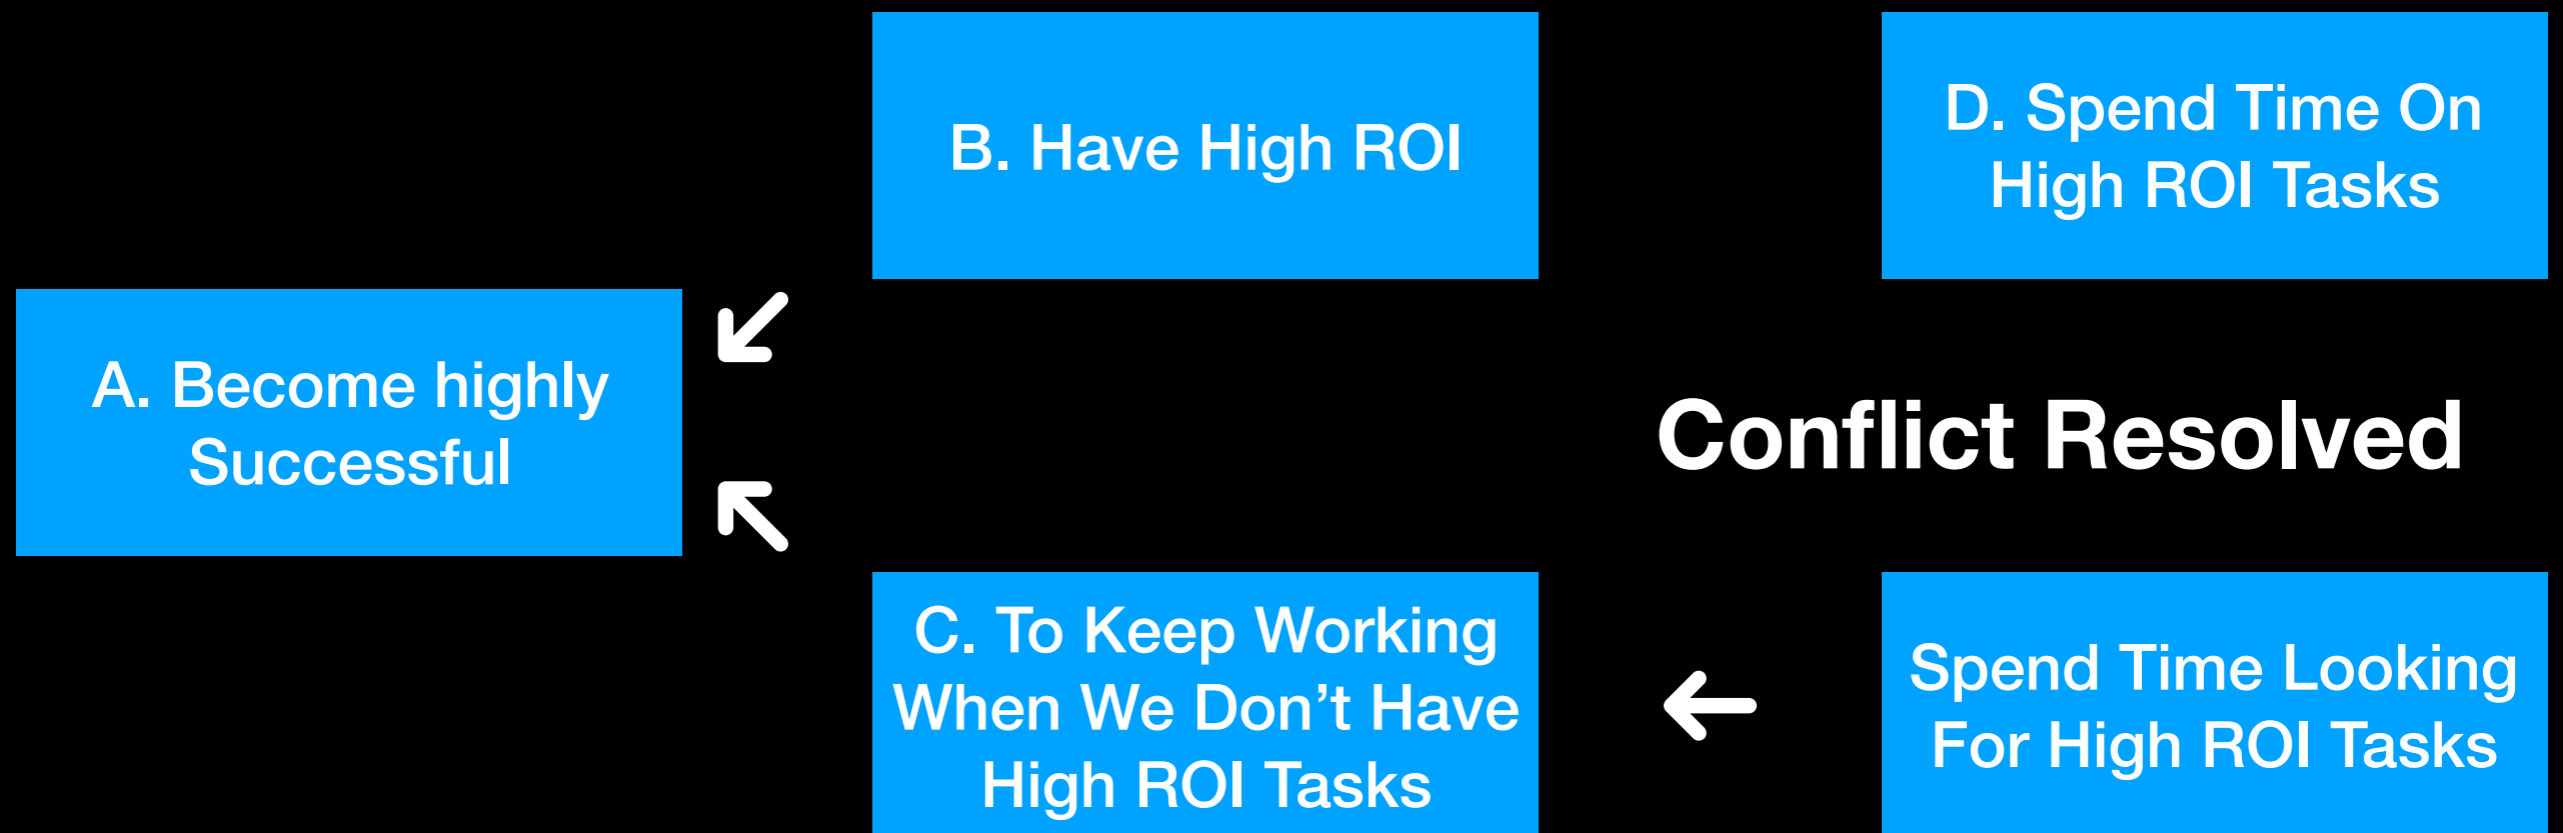 B. Have High ROI
D. Spend Time On
High ROI Tasks
A. Become highly
Successful
Conflict Resolved
C. To Keep Working
When We Don’t Have
High ROI Tasks
Spend Time Looking
For High ROI Tasks